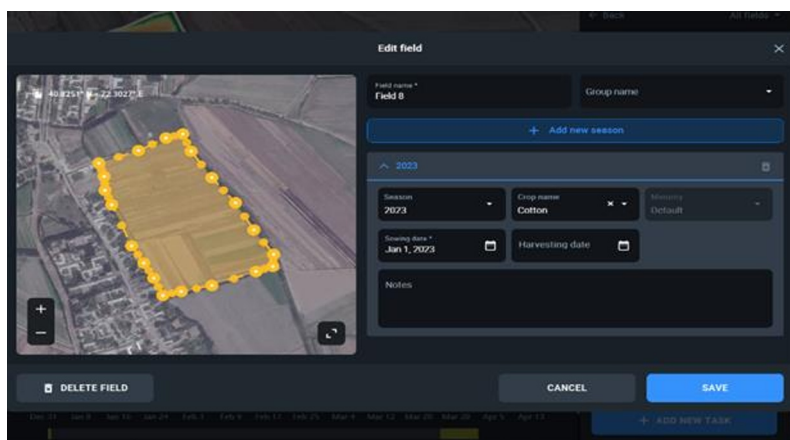 ← Back
All fields
Edit field
Field name *
Field 8
Group name
+ Add new season
2023
Season
2023
Crop name
Cotton
Maturity
Default
Sowing date *
Jan 1, 2023
Harvesting date
Notes
DELETE FIELD
CANCEL
SAVE
+ ADD NEW TASK